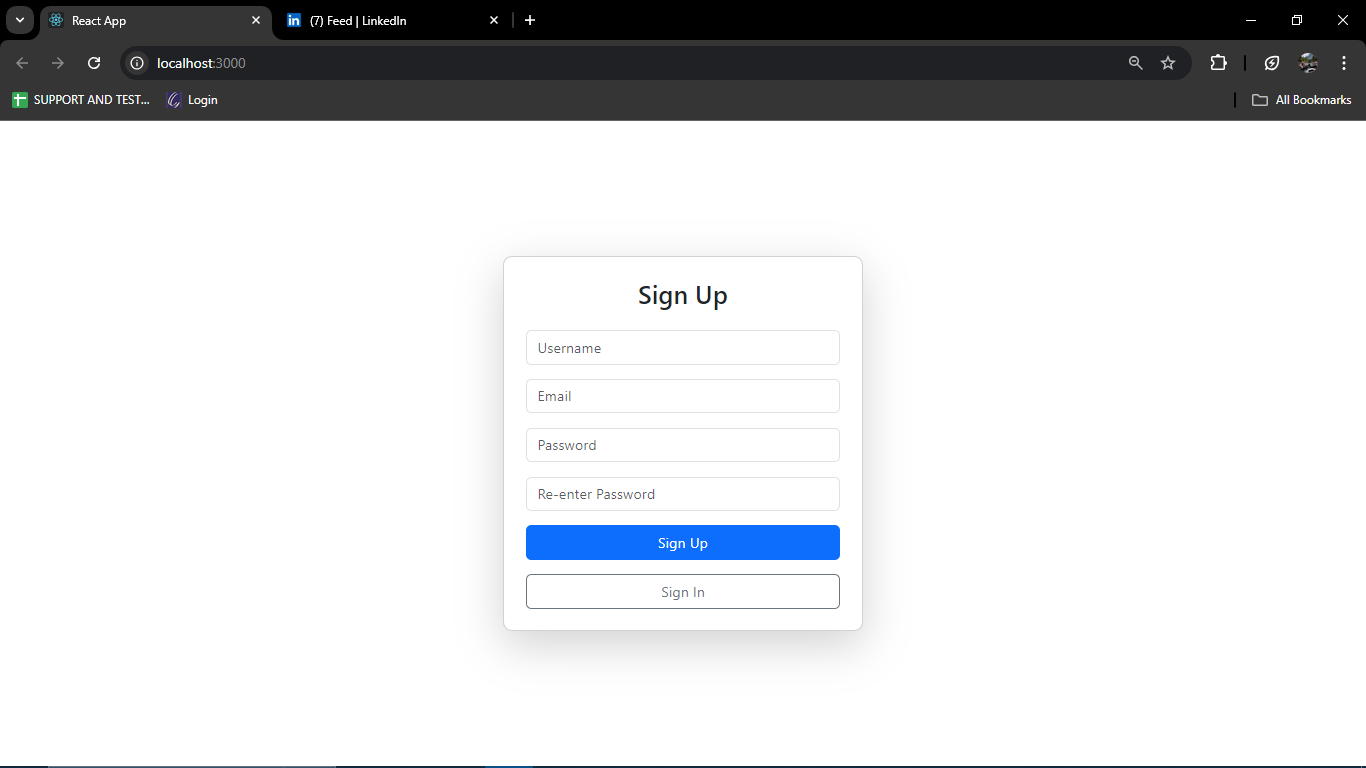 React App
(7) Feed | LinkedIn
localhost:3000
SUPPORT AND TEST...
Login
All Bookmarks
Sign Up
Username
Email
Password
Re-enter Password
Sign Up
Sign In